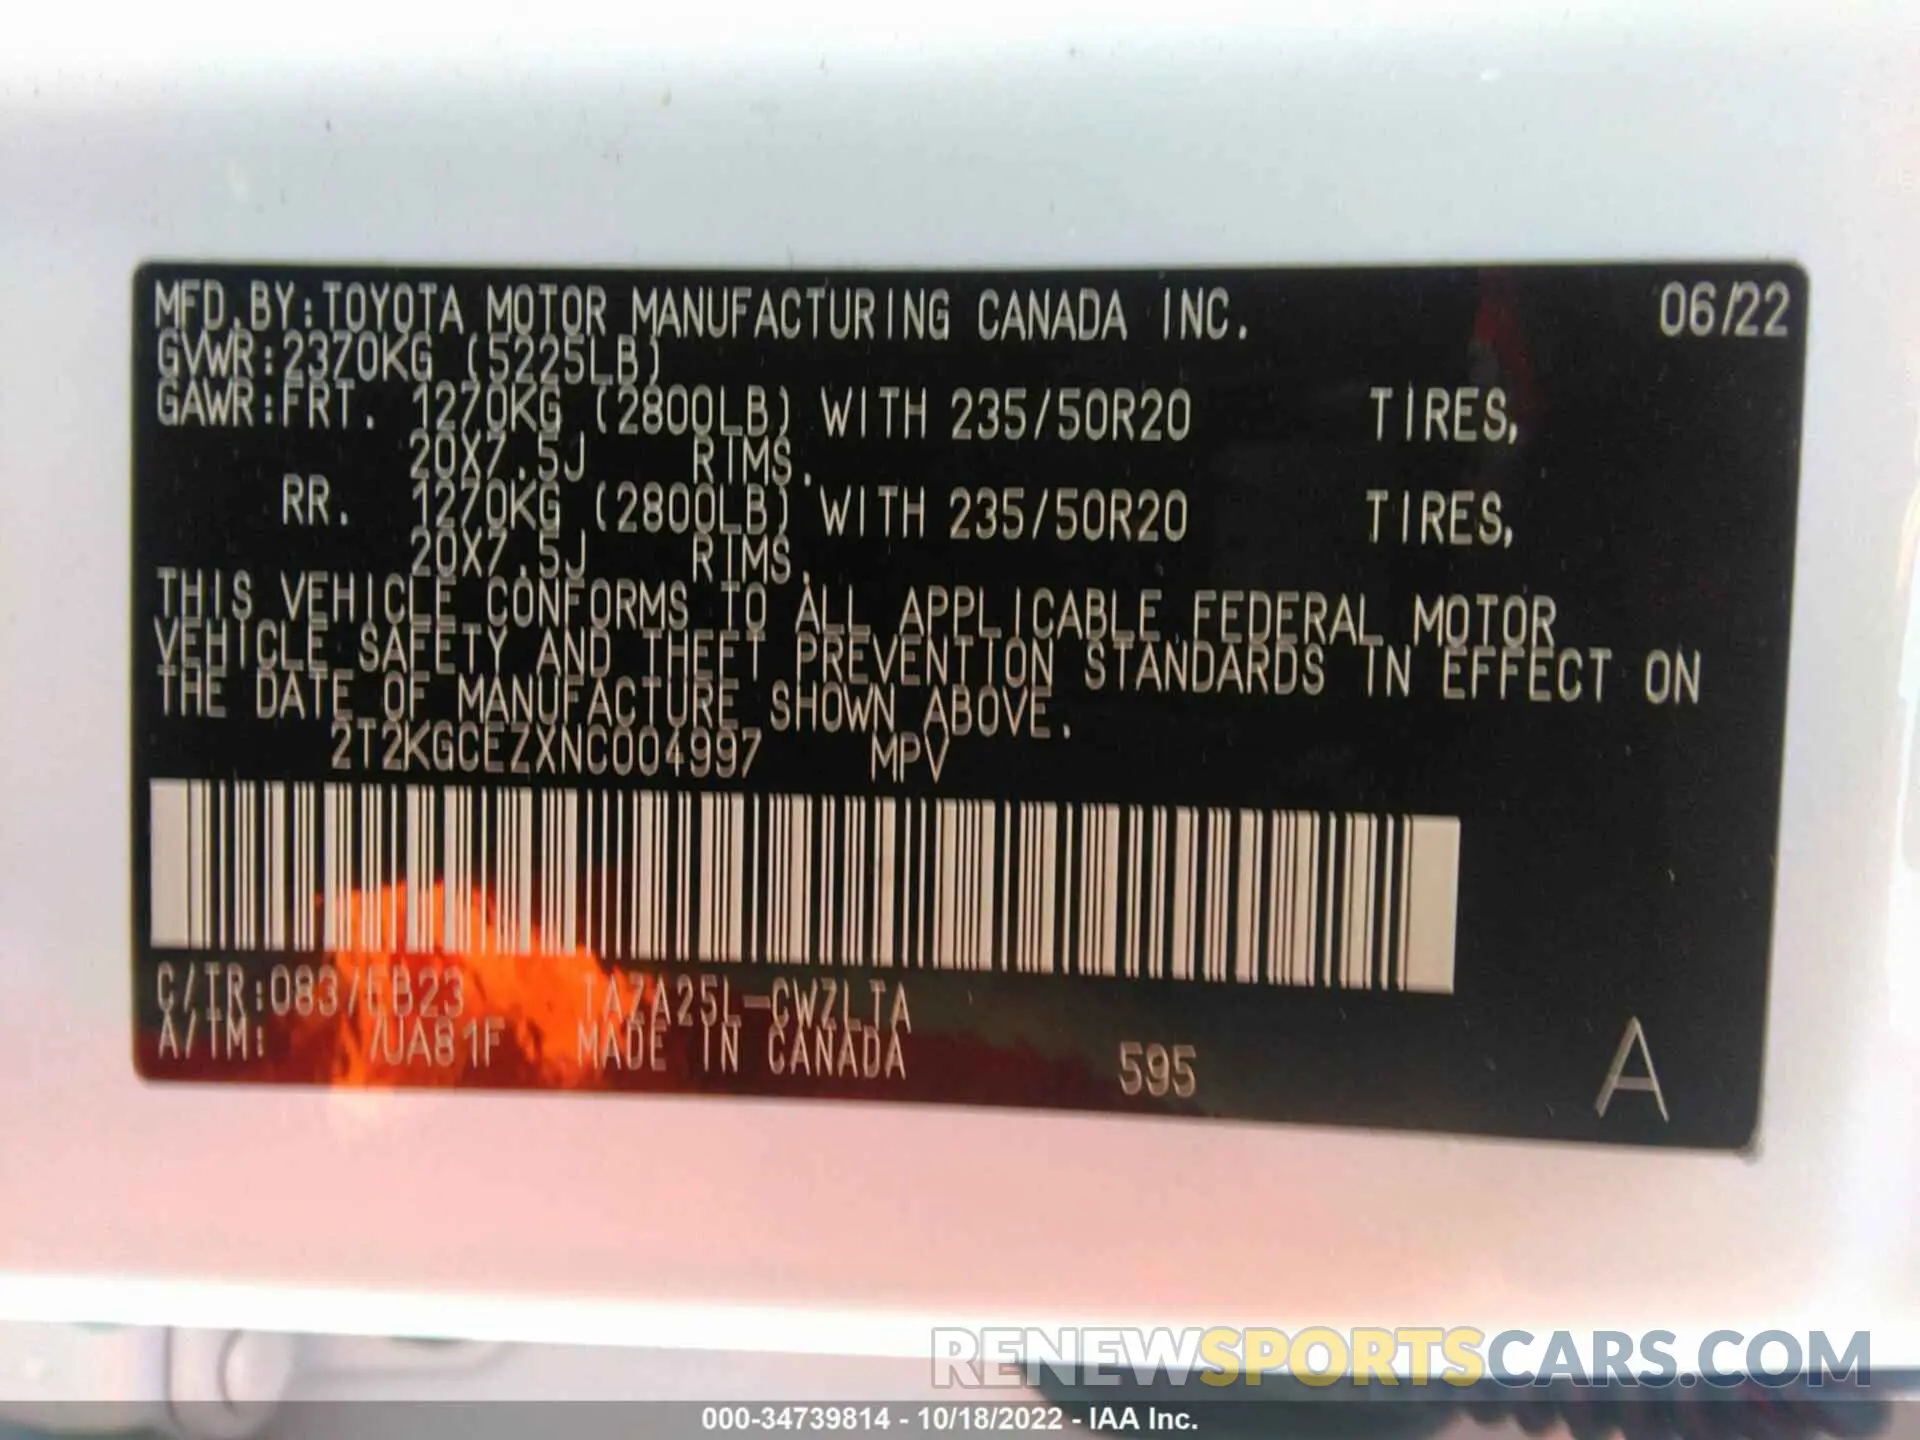 MFD.BY:TOYOTA MOTOR MANUFACTURING CANADA INC. 06/22
GVWR:2370KG (5225LB)
GAWR:FRT. 1270KG (2800LB) WITH 235/50R20 TIRES,
20X7.5J RIMS.
RR. 1270KG (2800LB) WITH 235/50R20 TIRES,
20X7.5J RIMS.
THIS VEHICLE CONFORMS TO ALL APPLICABLE FEDERAL MOTOR
VEHICLE SAFETY AND THEFT PREVENTION STANDARDS IN EFFECT ON
THE DATE OF MANUFACTURE SHOWN ABOVE.
2T2KGCEZXNC004997 MPV
C/TR:083/EB23 TAZA25L-CWZLTA
A/TM: /UA81F MADE IN CANADA 595 A
RENEWSPORTSCARS.COM
000-34739814 - 10/18/2022 - IAA Inc.